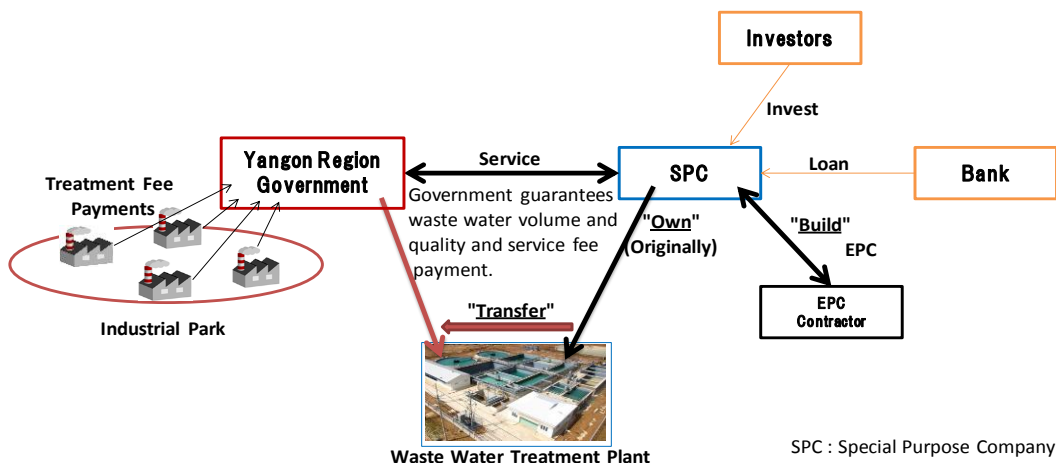 Investors
Invest
Yangon Region
Government
Service
SPC
Loan
Bank
Treatment Fee
Payments
Government guarantees
waste water volume and
quality and service fee
payment.
"Own"
(Originally)
"Build"
EPC
"Transfer"
EPC
Contractor
Industrial Park
Waste Water Treatment Plant
SPC : Special Purpose Company